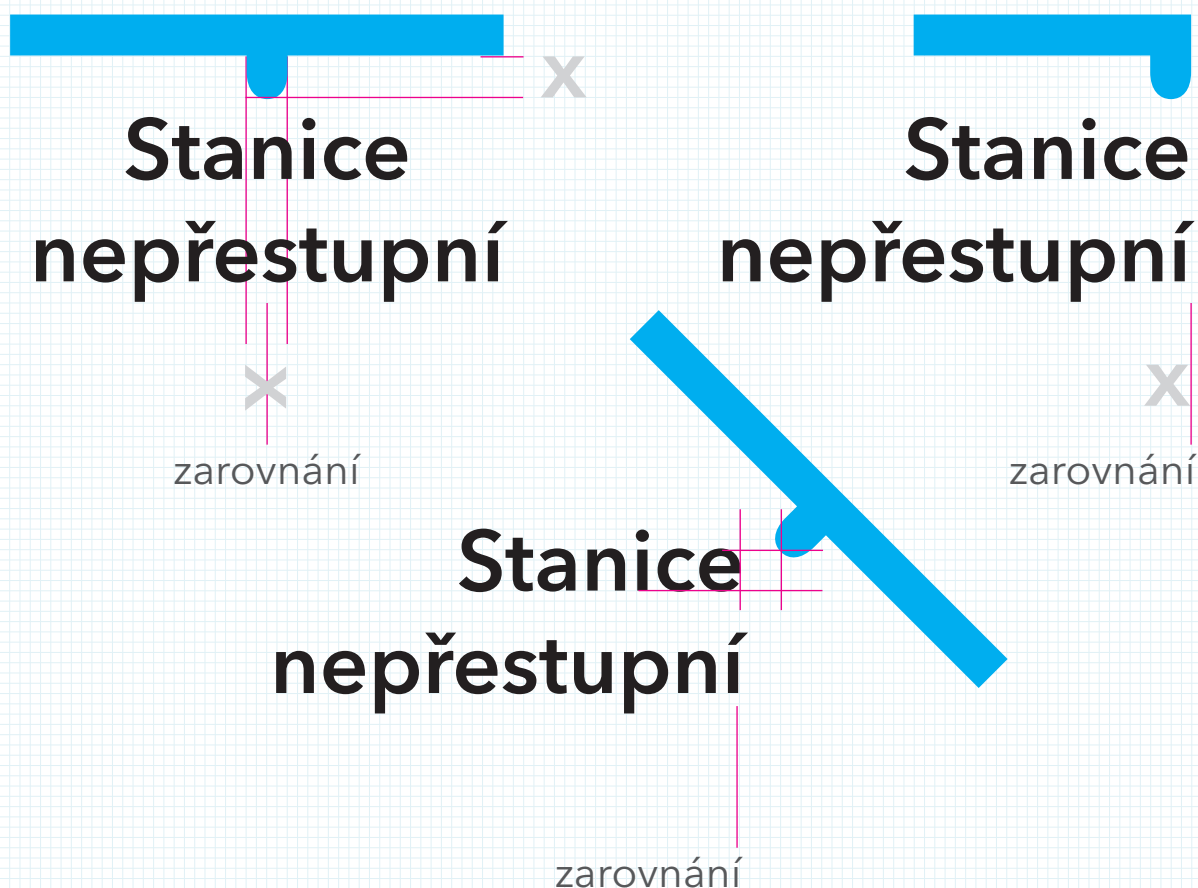 x
Stanice
nepřestupní
x
zarovnání
Stanice
nepřestupní
x
zarovnání
Stanice
nepřestupní
zarovnání